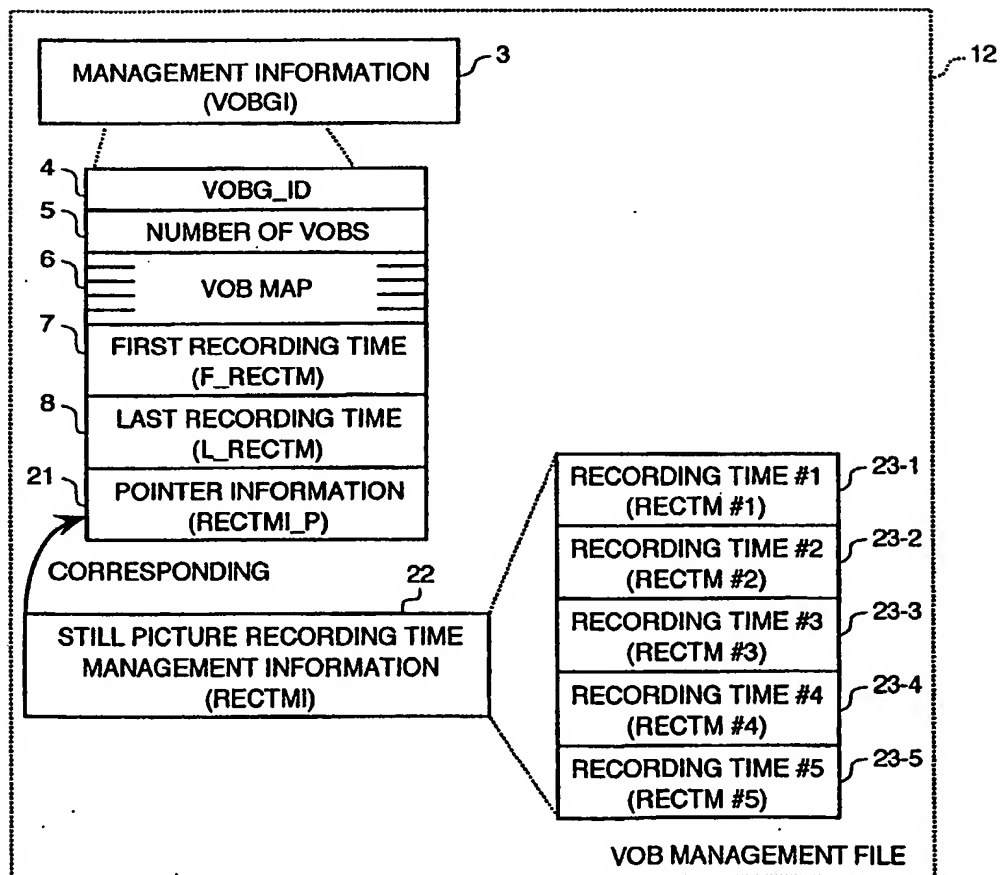 3
12
MANAGEMENT INFORMATION
(VOBGI)
4
VOBG_ID
5
NUMBER OF VOBS
6
VOB MAP
7
FIRST RECORDING TIME
(F_RECTM)
8
LAST RECORDING TIME
(L_RECTM)
21
POINTER INFORMATION
(RECTMI_P)
CORRESPONDING
22
STILL PICTURE RECORDING TIME
MANAGEMENT INFORMATION
(RECTMI)
RECORDING TIME #1
(RECTM #1)
23-1
RECORDING TIME #2
(RECTM #2)
23-2
RECORDING TIME #3
(RECTM #3)
23-3
RECORDING TIME #4
(RECTM #4)
23-4
RECORDING TIME #5
(RECTM #5)
23-5
VOB MANAGEMENT FILE